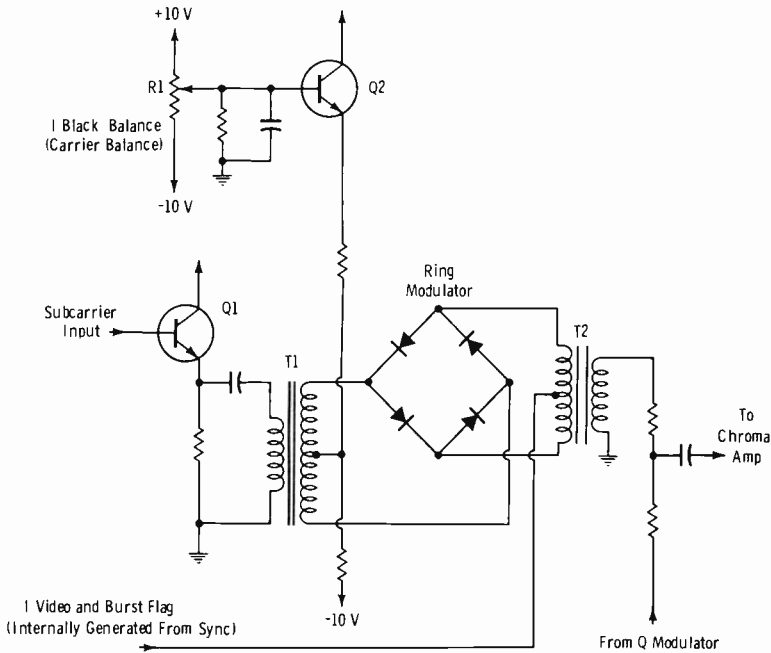 +10 V
R1
Q2
I Black Balance
(Carrier Balance)
-10 V
Ring
Modulator
Subcarrier
Input
Q1
T1
T2
To
Chroma
Amp
-10 V
I Video and Burst Flag
(Internally Generated From Sync)
From Q Modulator